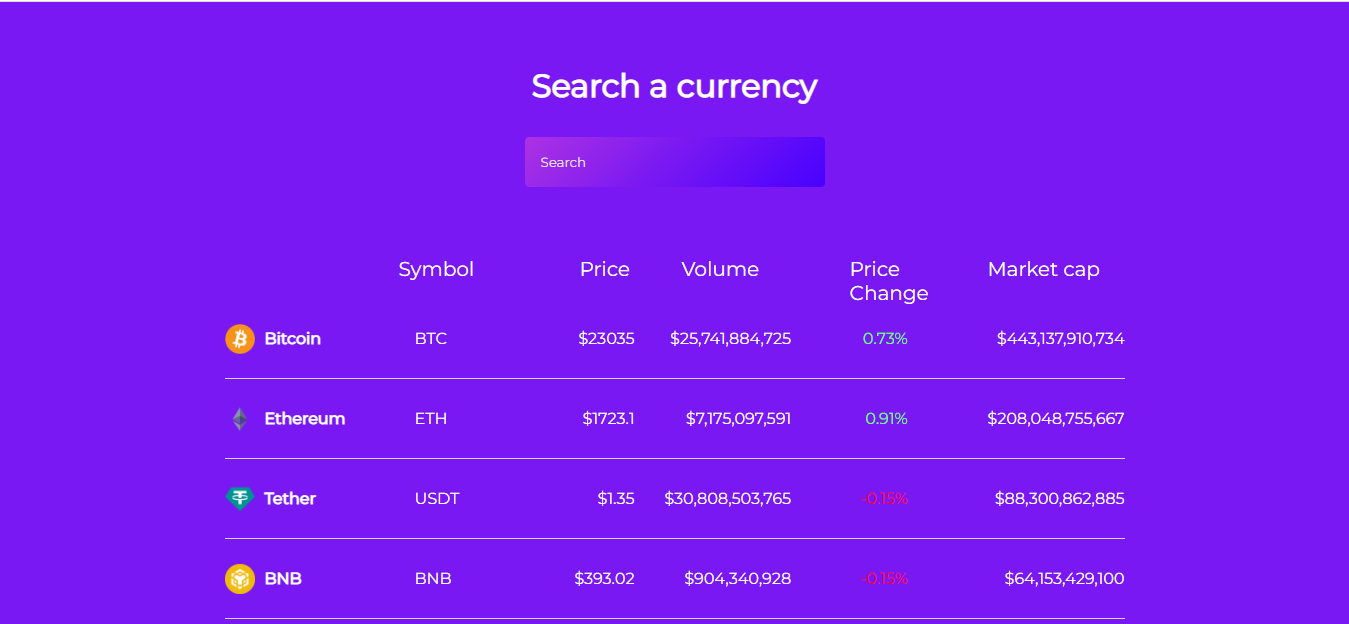 Search a currency
Search
Symbol Price Volume Price Change Market cap
Bitcoin BTC $23035 $25,741,884,725 0.73% $443,137,910,734
Ethereum ETH $1723.1 $7,175,097,591 0.91% $208,048,755,667
Tether USDT $1.35 $30,808,503,765 -0.15% $88,300,862,885
BNB BNB $393.02 $904,340,928 -0.15% $64,153,429,100